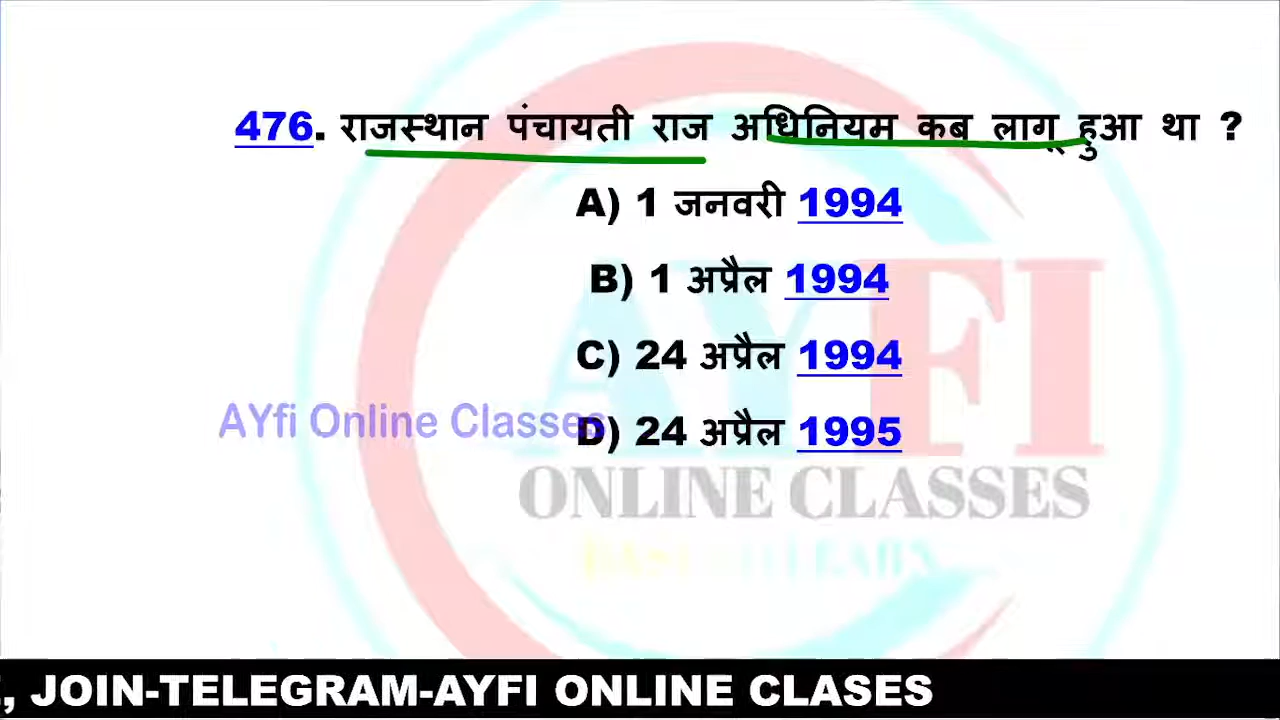 476. राजस्थान पंचायती राज अधिनियम कब लागू हुआ था ?
A) 1 जनवरी 1994
B) 1 अप्रैल 1994
C) 24 अप्रैल 1994
AYfi Online Classes
D) 24 अप्रैल 1995
AYFI
ONLINE CLASSES
JOIN-TELEGRAM-AYFI ONLINE CLASES